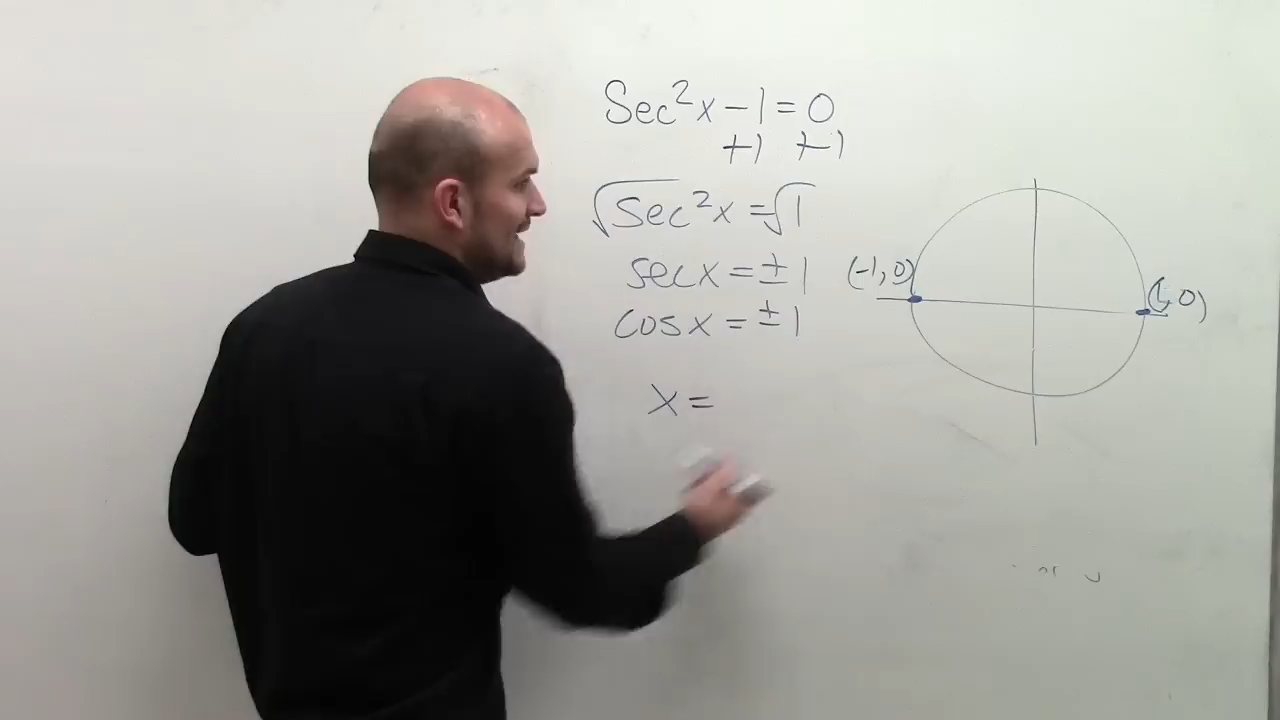 Sec²x - 1 = 0
+1 +1
√Sec²x = √1
secx = ± 1
cosx = ± 1
x =
(-1, 0)
(1, 0)